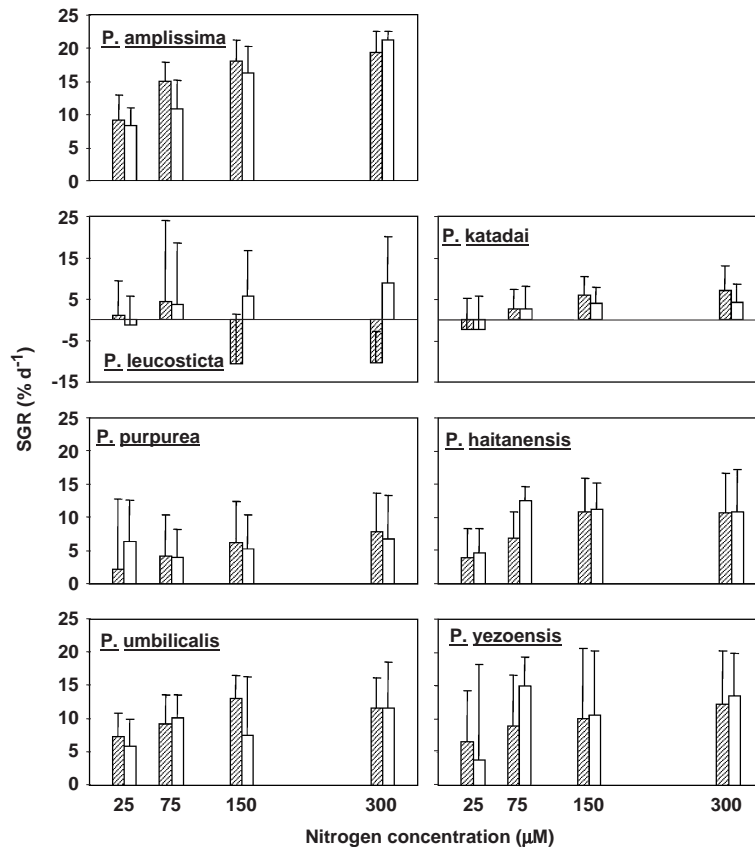 25
20
15
10
5
0
P. amplissima
25
15
5
-5
-15
P. leucosticta
P. katadai
SGR (% d-1)
25
20
15
10
5
0
P. purpurea
P. haitanensis
25
20
15
10
5
0
P. umbilicalis
P. yezoensis
25 75 150 300
25 75 150 300
Nitrogen concentration (μM)